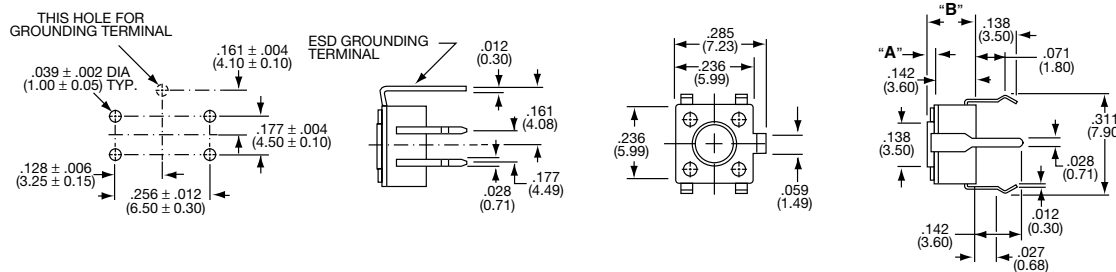 THIS HOLE FOR
GROUNDING TERMINAL
.161 ± .004
(4.10 ± 0.10)
.039 ± .002 DIA
(1.00 ± 0.05) TYP.
.177 ± .004
(4.50 ± 0.10)
.128 ± .006
(3.25 ± 0.15)
.256 ± .012
(6.50 ± 0.30)
ESD GROUNDING
TERMINAL
.012
(0.30)
.161
(4.08)
.177
(4.49)
.028
(0.71)
.285
(7.23)
.236
(5.99)
.236
(5.99)
.059
(1.49)
"B"
.138
(3.50)
"A"
.071
(1.80)
.142
(3.60)
.138
(3.50)
.311
(7.90)
.028
(0.71)
.012
(0.30)
.142
(3.60)
.027
(0.68)